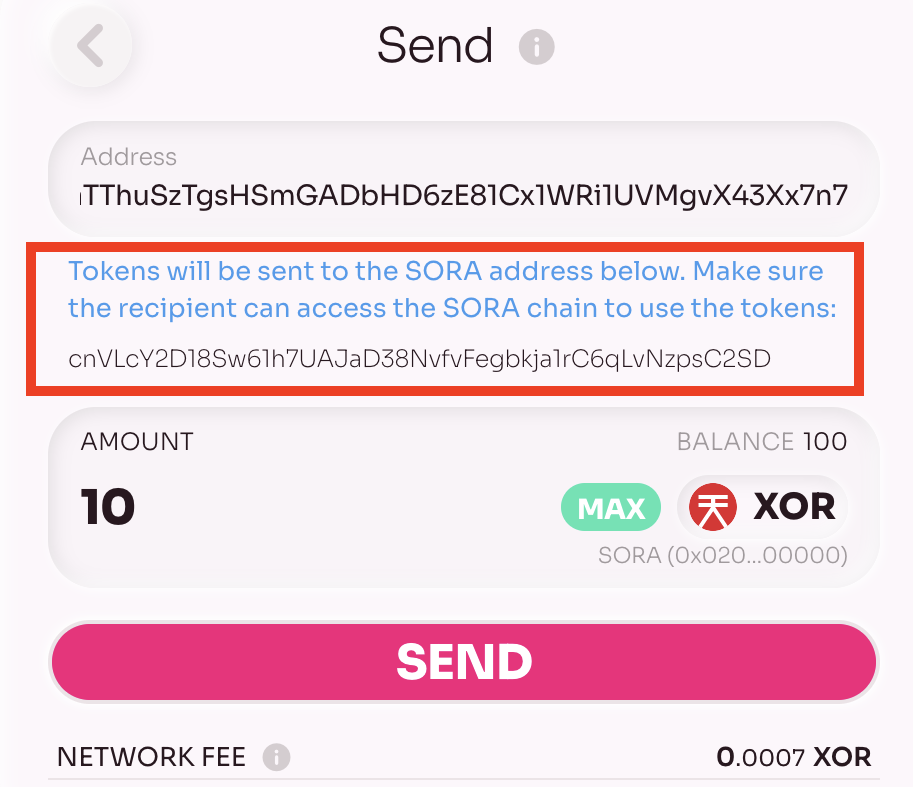 Send
Address
TThuSzTgsHSmGADbHD6zE81Cx1WRi1UVMgvX43Xx7n7
Tokens will be sent to the SORA address below. Make sure
the recipient can access the SORA chain to use the tokens:
cnVLcY2D18Sw61h7UAJaD38NvfvFegbkja1rC6qLvNzpsC2SD
AMOUNT
BALANCE 100
10
MAX
XOR
SORA (0x020...00000)
SEND
NETWORK FEE
0.0007 XOR